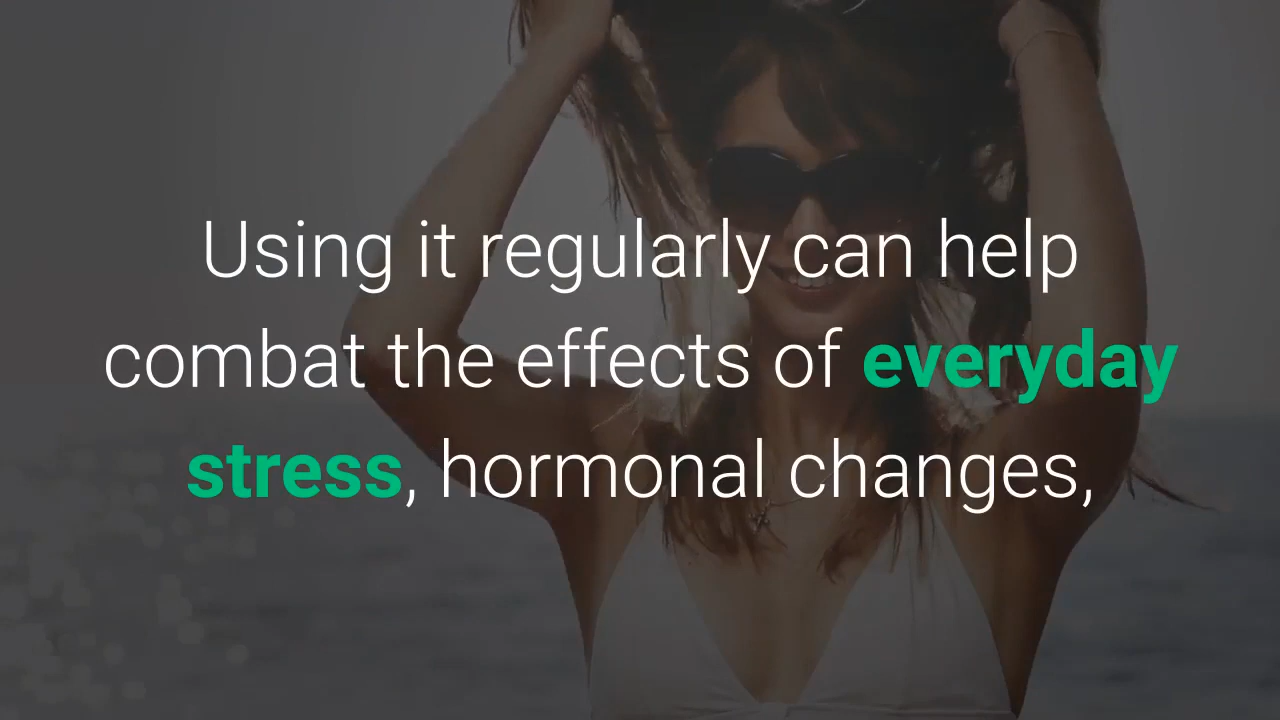 Using it regularly can help
combat the effects of everyday
stress, hormonal changes,